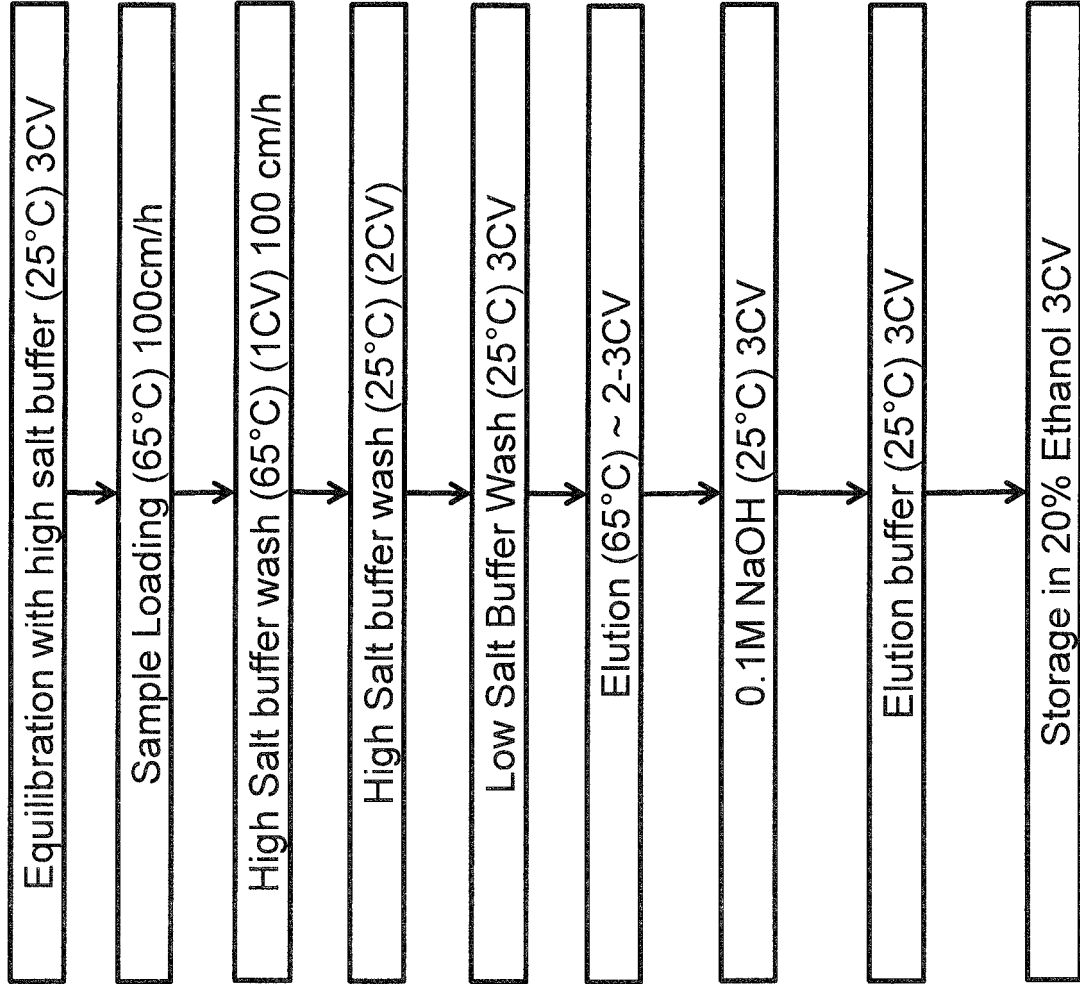 Equilibration with high salt buffer (25°C) 3CV
Sample Loading (65°C) 100cm/h
High Salt buffer wash (65°C) (1CV) 100 cm/h
High Salt buffer wash (25°C) (2CV)
Low Salt Buffer Wash (25°C) 3CV
Elution (65°C) ~ 2-3CV
0.1M NaOH (25°C) 3CV
Elution buffer (25°C) 3CV
Storage in 20% Ethanol 3CV